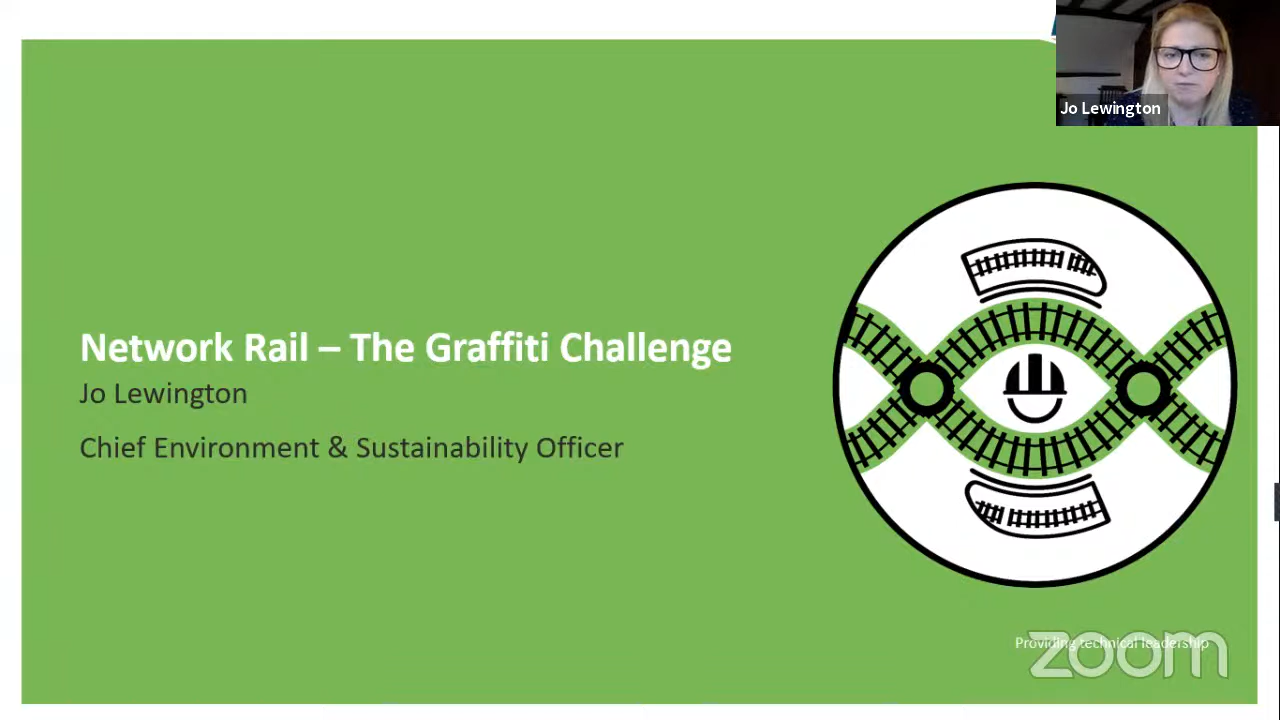 Jo Lewington
Network Rail – The Graffiti Challenge
Jo Lewington
Chief Environment & Sustainability Officer
Providing technical leadership
zoom